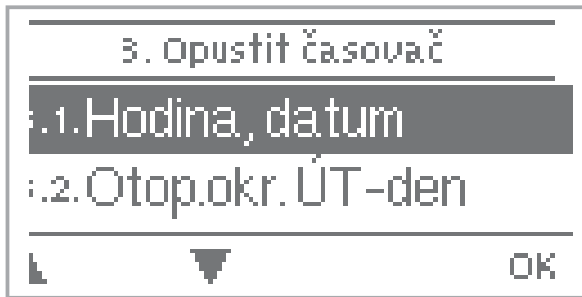 3. Opustit časovač
.1.Hodina, datum
.2.Otop.okr.ÚT-den
OK